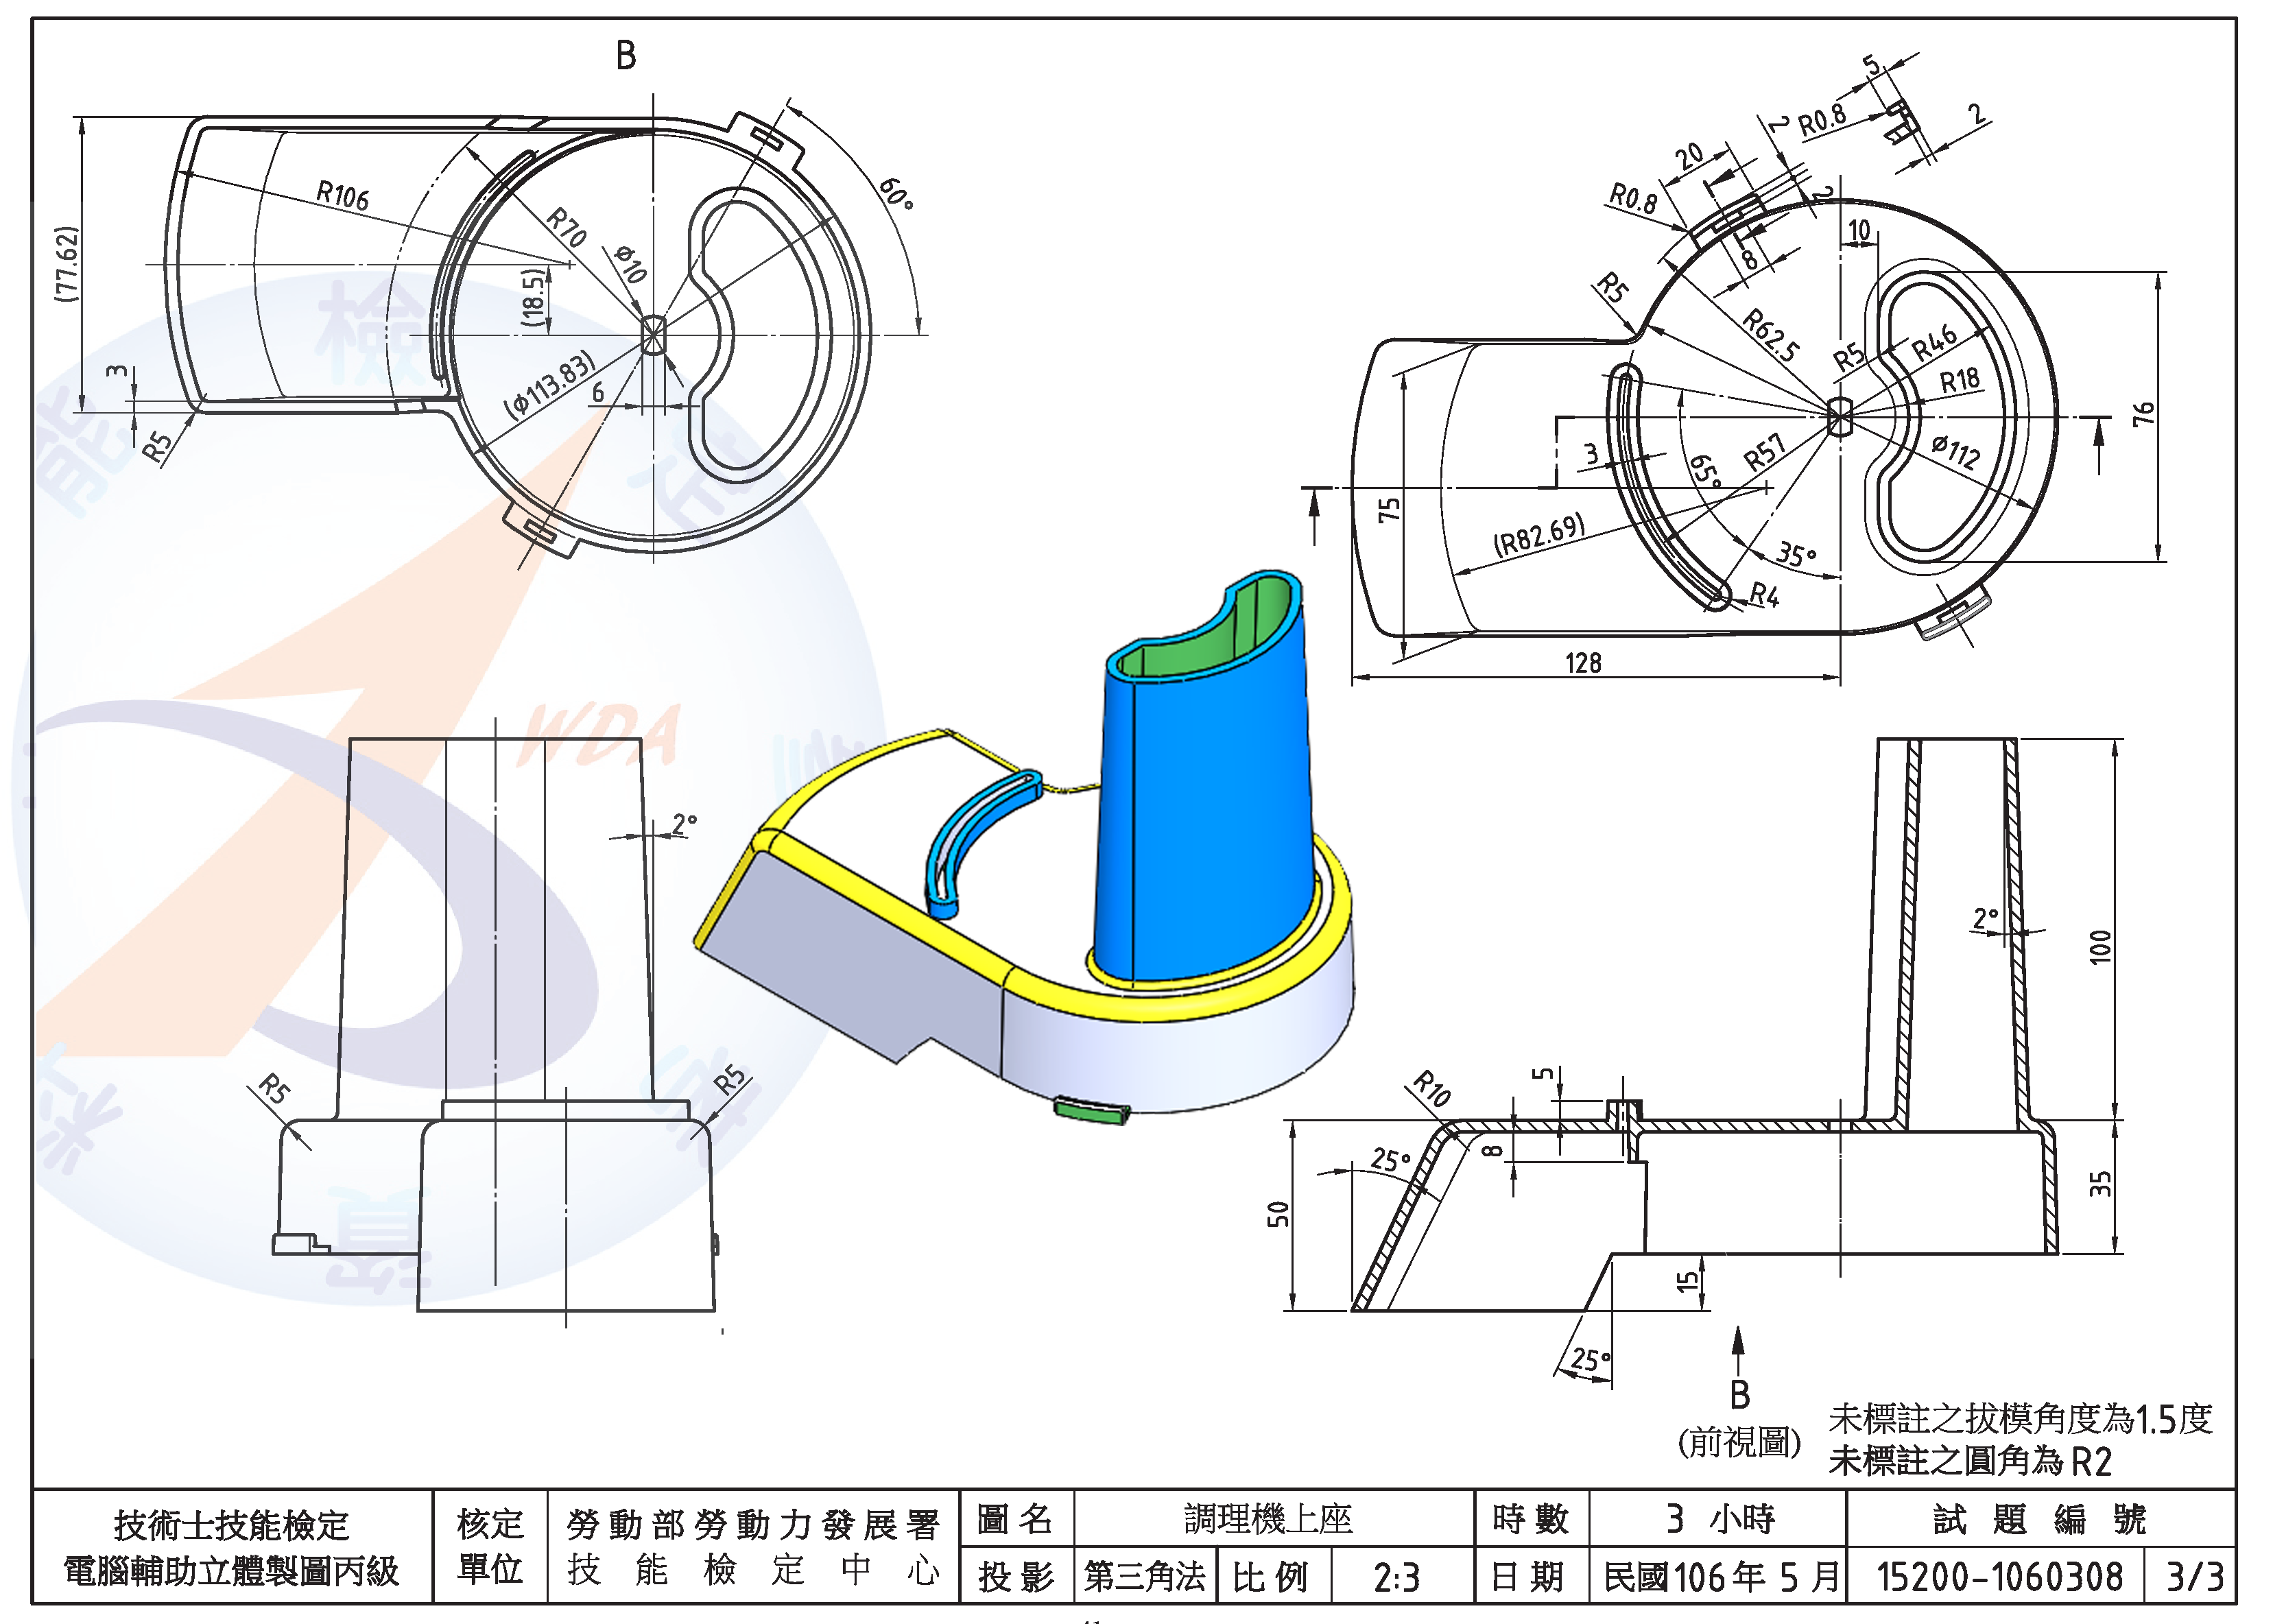 B
R106
R70
ø10
60°
(77.62)
(18.5)
3
R5
(ø113.83)
6
5
2
R0.8
2
20
R0.8
2
10
8
R5
R62.5
R5
R46
R18
76
3
65°
R57
ø112
75
(R82.69)
35°
R4
128
WDA
2°
R5
R5
5
R10
8
25°
50
15
25°
2°
100
35
B
(前視圖)
未標註之拔模角度為1.5度
未標註之圓角為 R2
技術士技能檢定
電腦輔助立體製圖丙級
核定
單位
勞動部勞動力發展署
技能檢定中心
圖名
調理機上座
時數
3 小時
試題編號
投影
第三角法
比例
2:3
日期
民國106年 5 月
15200-1060308
3/3